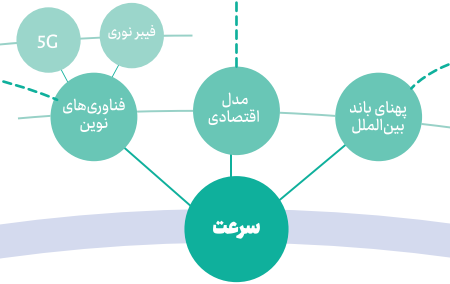 فیبر نوری
5G
پهنای باند
بین‌الملل
مدل
اقتصادی
فناوری‌های
نوین
سرعت